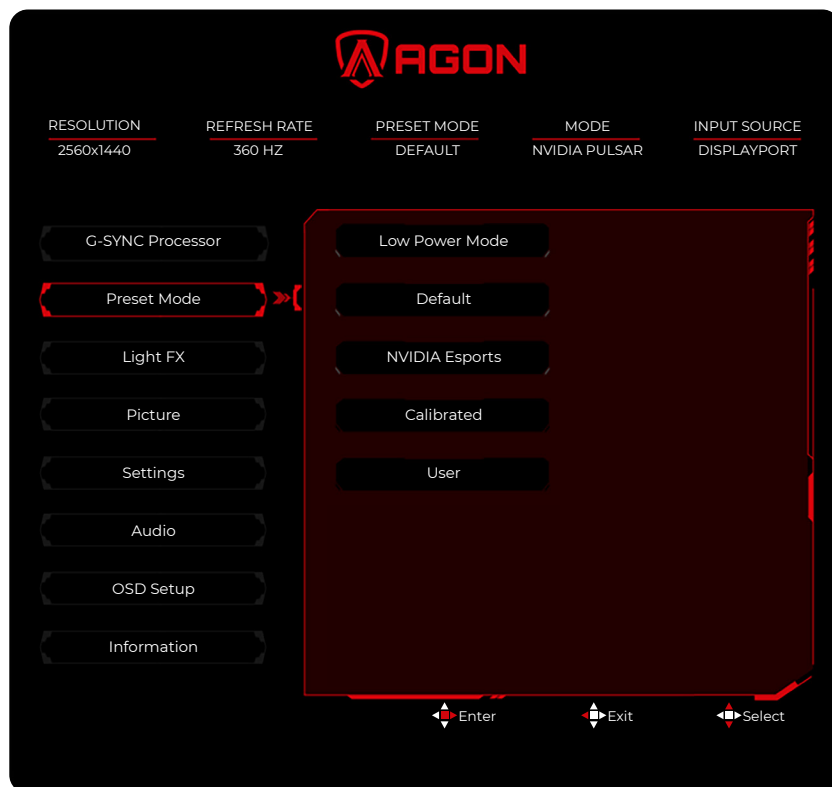 AGON
RESOLUTION REFRESH RATE PRESET MODE MODE INPUT SOURCE
2560x1440 360 HZ DEFAULT NVIDIA PULSAR DISPLAYPORT
G-SYNC Processor Low Power Mode
Preset Mode Default
Light FX NVIDIA Esports
Picture Calibrated
Settings User
Audio
OSD Setup
Information
Enter Exit Select